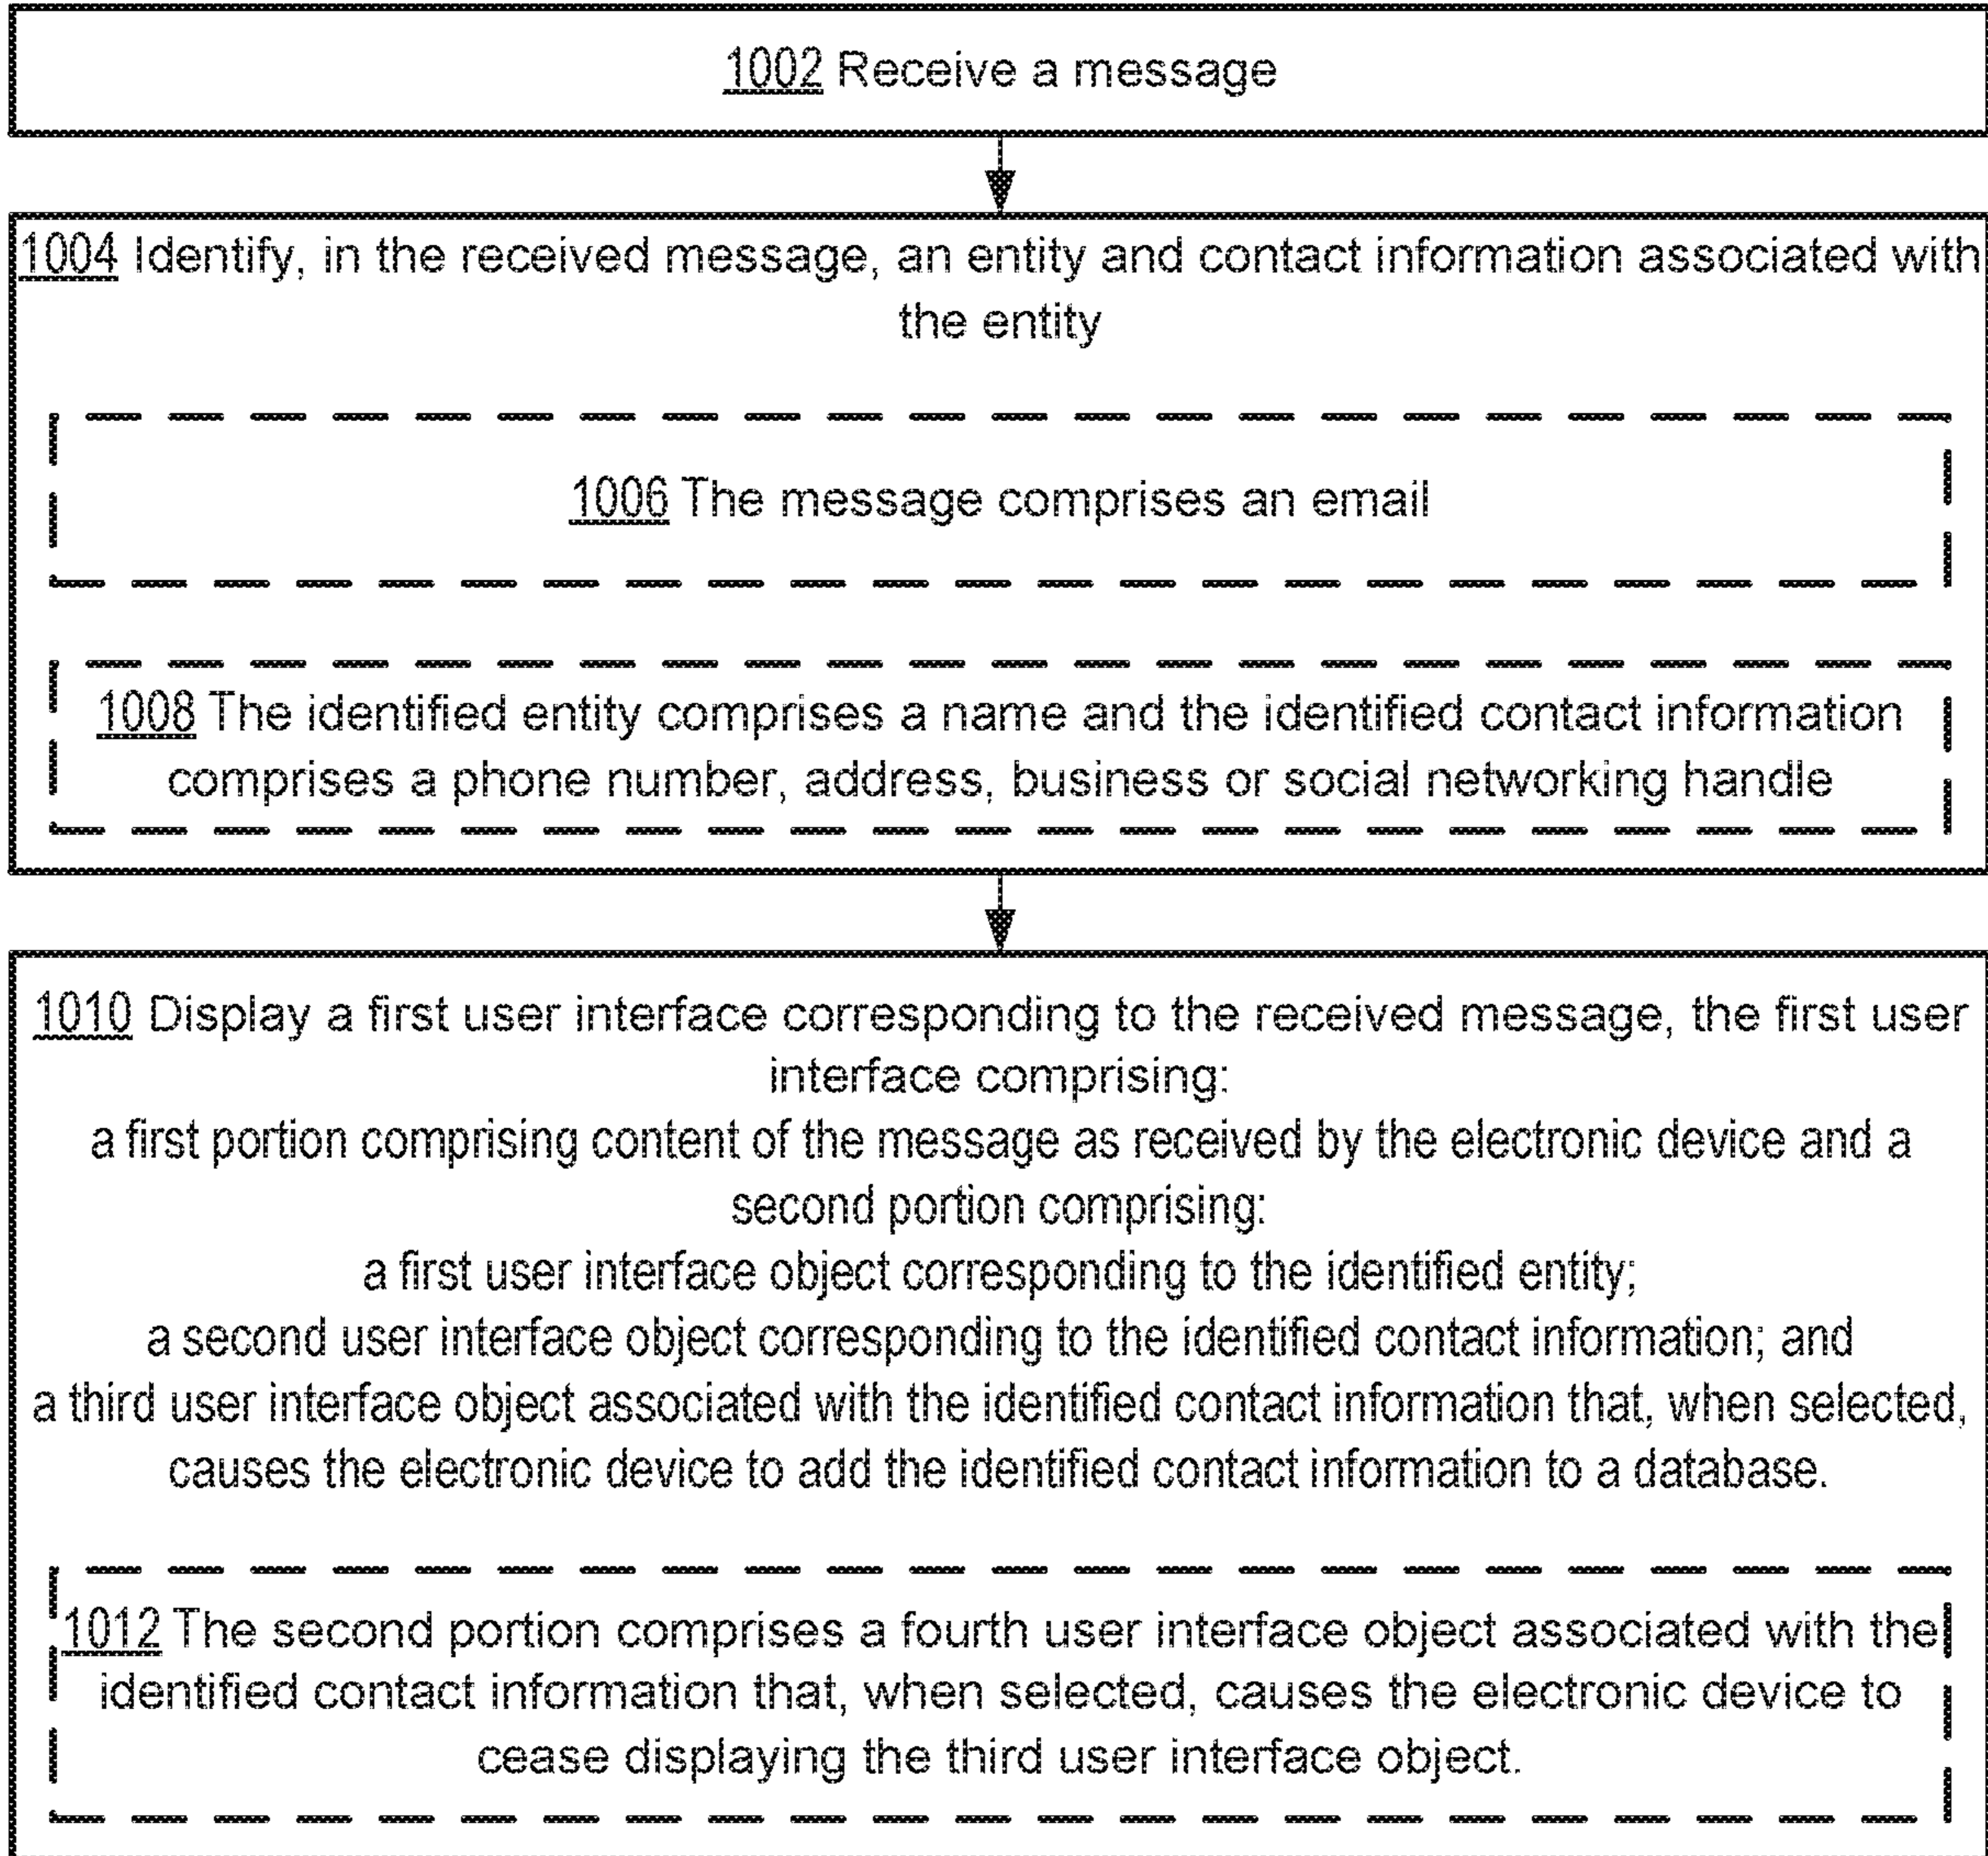 1002 Receive a message
1004 Identify, in the received message, an entity and contact information associated with
the entity
1006 The message comprises an email
1008 The identified entity comprises a name and the identified contact information
comprises a phone number, address, business or social networking handle
1010 Display a first user interface corresponding to the received message, the first user
interface comprising:
a first portion comprising content of the message as received by the electronic device and a
second portion comprising:
a first user interface object corresponding to the identified entity;
a second user interface object corresponding to the identified contact information; and
a third user interface object associated with the identified contact information that, when selected,
causes the electronic device to add the identified contact information to a database.
1012 The second portion comprises a fourth user interface object associated with the
identified contact information that, when selected, causes the electronic device to
cease displaying the third user interface object.